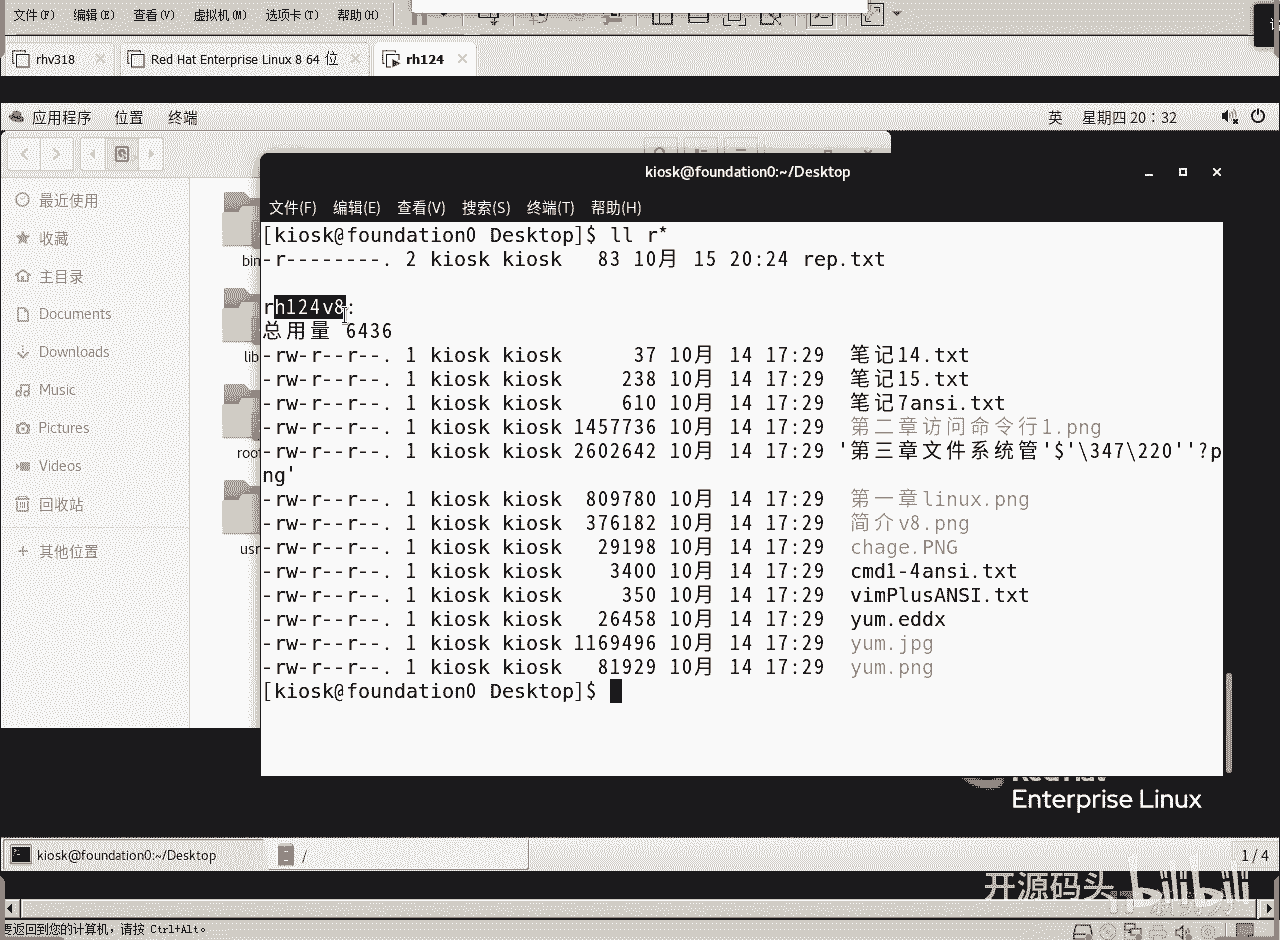 文件(F) 编辑(E) 查看(V) 虚拟机(M) 选项卡(T) 帮助(H)
rhv318 Red Hat Enterprise Linux 8 64 位 rh124
应用程序 位置 终端 英 星期四 20:32
最近使用
收藏
主目录
Documents
Downloads
Music
Pictures
Videos
回收站
其他位置
bin
lib
usr
kiosk@foundation0:~/Desktop
文件(F) 编辑(E) 查看(V) 搜索(S) 终端(T) 帮助(H)
[kiosk@foundation0 Desktop]$ ll r*
-r--------. 2 kiosk kiosk 83 10月 15 20:24 rep.txt
rh124v8:
总用量 6436
-rw-r--r--. 1 kiosk kiosk 37 10月 14 17:29 笔记14.txt
-rw-r--r--. 1 kiosk kiosk 238 10月 14 17:29 笔记15.txt
-rw-r--r--. 1 kiosk kiosk 610 10月 14 17:29 笔记7ansi.txt
-rw-r--r--. 1 kiosk kiosk 1457736 10月 14 17:29 第二章访问命令行1.png
-rw-r--r--. 1 kiosk kiosk 2602642 10月 14 17:29 '第三章文件系统管'$'\347\220''?p
ng'
-rw-r--r--. 1 kiosk kiosk 809780 10月 14 17:29 第一章linux.png
-rw-r--r--. 1 kiosk kiosk 376182 10月 14 17:29 简介v8.png
-rw-r--r--. 1 kiosk kiosk 29198 10月 14 17:29 chage.PNG
-rw-r--r--. 1 kiosk kiosk 3400 10月 14 17:29 cmd1-4ansi.txt
-rw-r--r--. 1 kiosk kiosk 350 10月 14 17:29 vimPlusANSI.txt
-rw-r--r--. 1 kiosk kiosk 26458 10月 14 17:29 yum.eddx
-rw-r--r--. 1 kiosk kiosk 1169496 10月 14 17:29 yum.jpg
-rw-r--r--. 1 kiosk kiosk 81929 10月 14 17:29 yum.png
[kiosk@foundation0 Desktop]$
Enterprise Linux
kiosk@foundation0:~/Desktop / 1 / 4
开源码头 bilibili
要返回到您的计算机，请按 Ctrl+Alt。